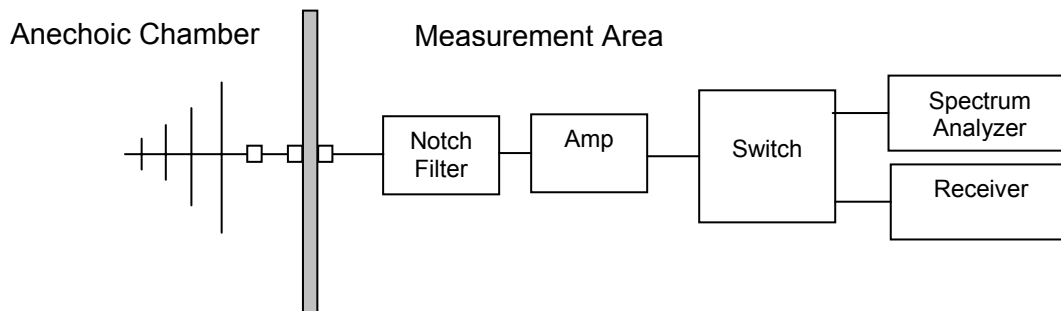 Anechoic Chamber
Measurement Area
Notch
Filter
Amp
Switch
Spectrum
Analyzer
Receiver